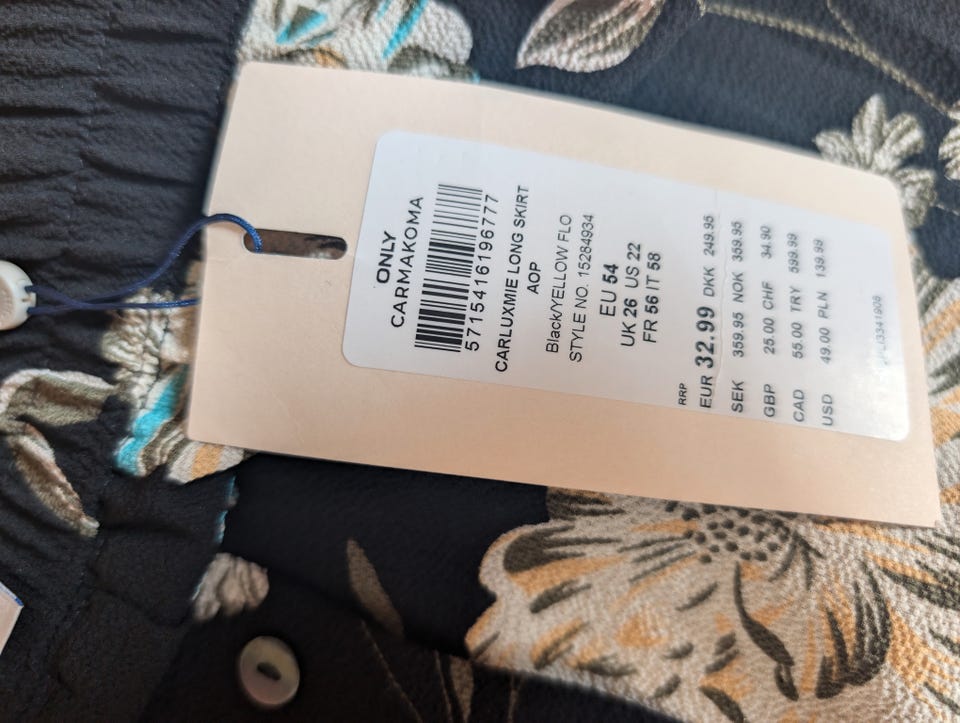 ONLY
CARMAKOMA
5715416196777
CARLUXMIE LONG SKIRT
AOP
Black/YELLOW FLO
STYLE NO. 15284934
EU 54
UK 26 US 22
FR 56 IT 58
RRP
EUR 32.99 DKK 249.95
SEK 359.95 NOK 359.95
GBP 25.00 CHF 34.90
CAD 55.00 TRY 599.99
USD 49.00 PLN 139.99